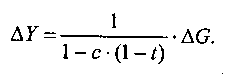 ΔY = 1 / (1 − c · (1 − t)) · ΔG.